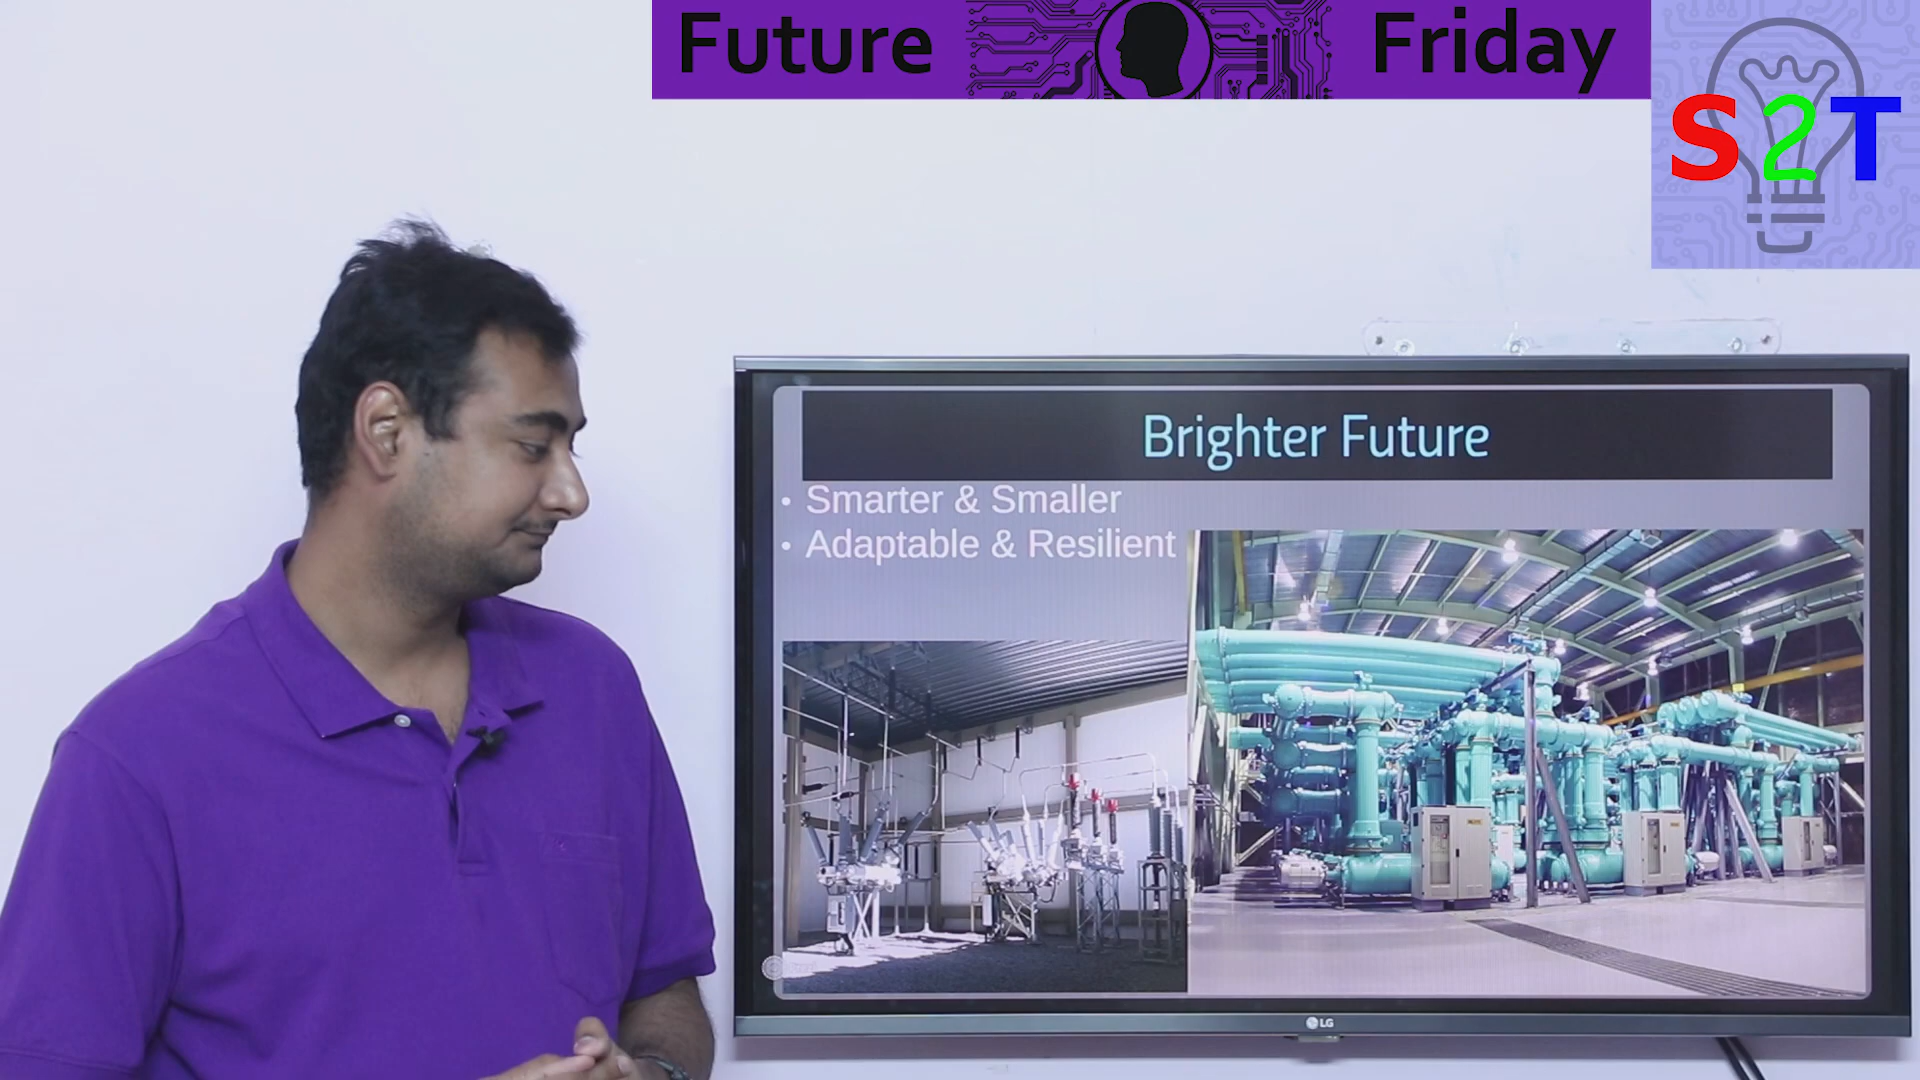 Future Friday
S2T
Brighter Future
• Smarter & Smaller
• Adaptable & Resilient
LG